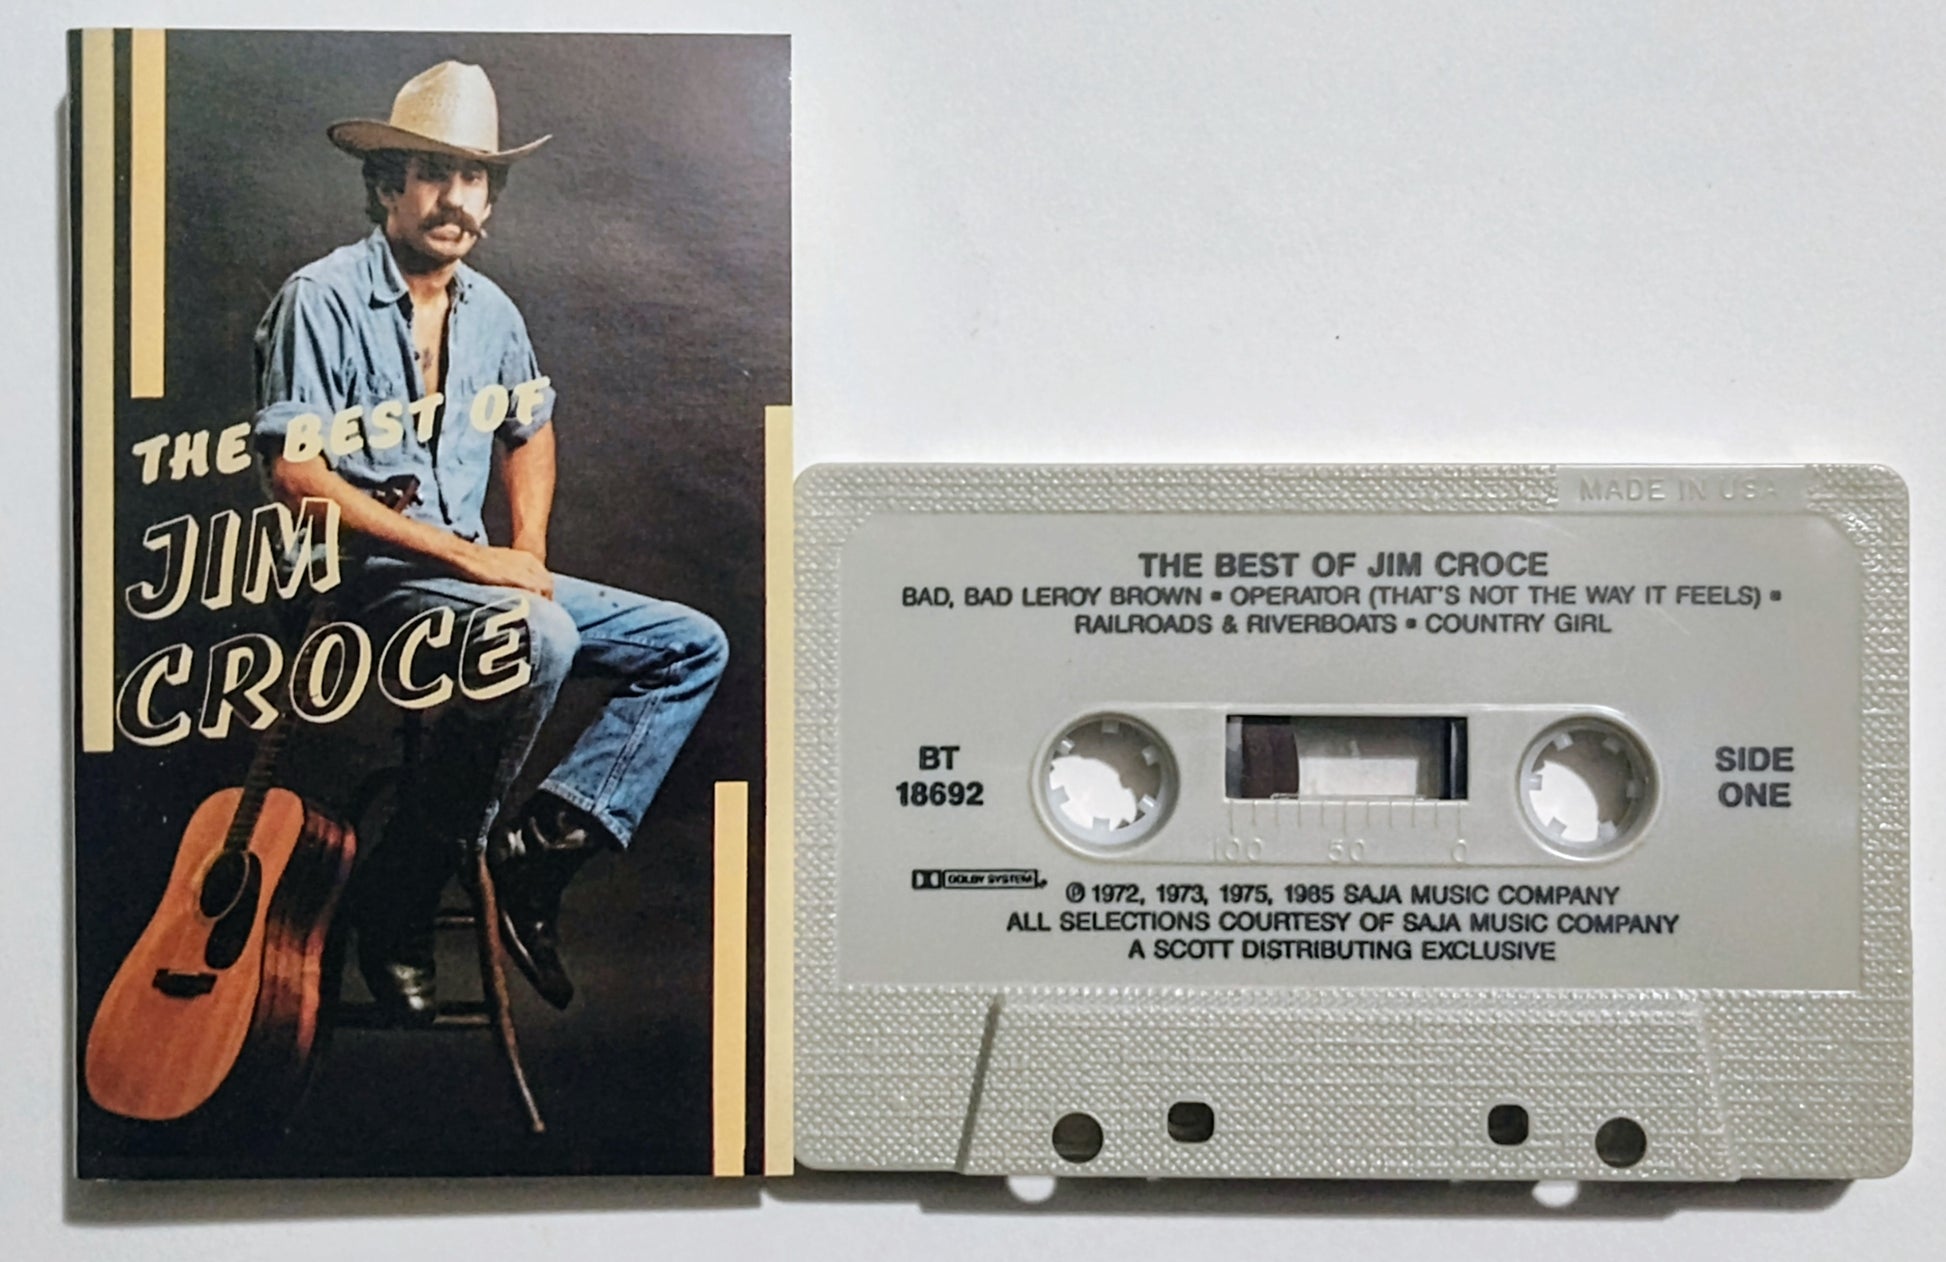 THE BEST OF
JIM
CROCE
MADE IN USA
THE BEST OF JIM CROCE
BAD, BAD LEROY BROWN ▪ OPERATOR (THAT'S NOT THE WAY IT FEELS) ▪
RAILROADS & RIVERBOATS ▪ COUNTRY GIRL
BT
18692
SIDE
ONE
100 50 0
DOLBY SYSTEM
℗ 1972, 1973, 1975, 1985 SAJA MUSIC COMPANY
ALL SELECTIONS COURTESY OF SAJA MUSIC COMPANY
A SCOTT DISTRIBUTING EXCLUSIVE